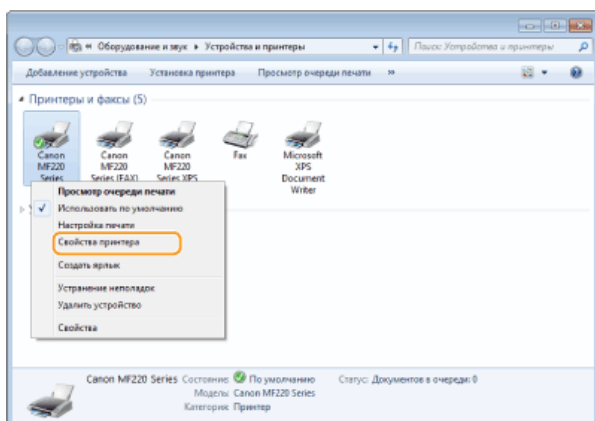 « Оборудование и звук ▸ Устройства и принтеры
Поиск: Устройства и принтеры
Добавление устройства Установка принтера Просмотр очереди печати »
Принтеры и факсы (5)
Canon MF220 Series
Canon MF220 Series (FAX)
Canon MF220 Series XPS
Fax
Microsoft XPS Document Writer
Просмотр очереди печати
Использовать по умолчанию
Настройка печати
Свойства принтера
Создать ярлык
Устранение неполадок
Удалить устройство
Свойства
Canon MF220 Series Состояние: По умолчанию Статус: Документов в очереди: 0
Модель: Canon MF220 Series
Категория: Принтер